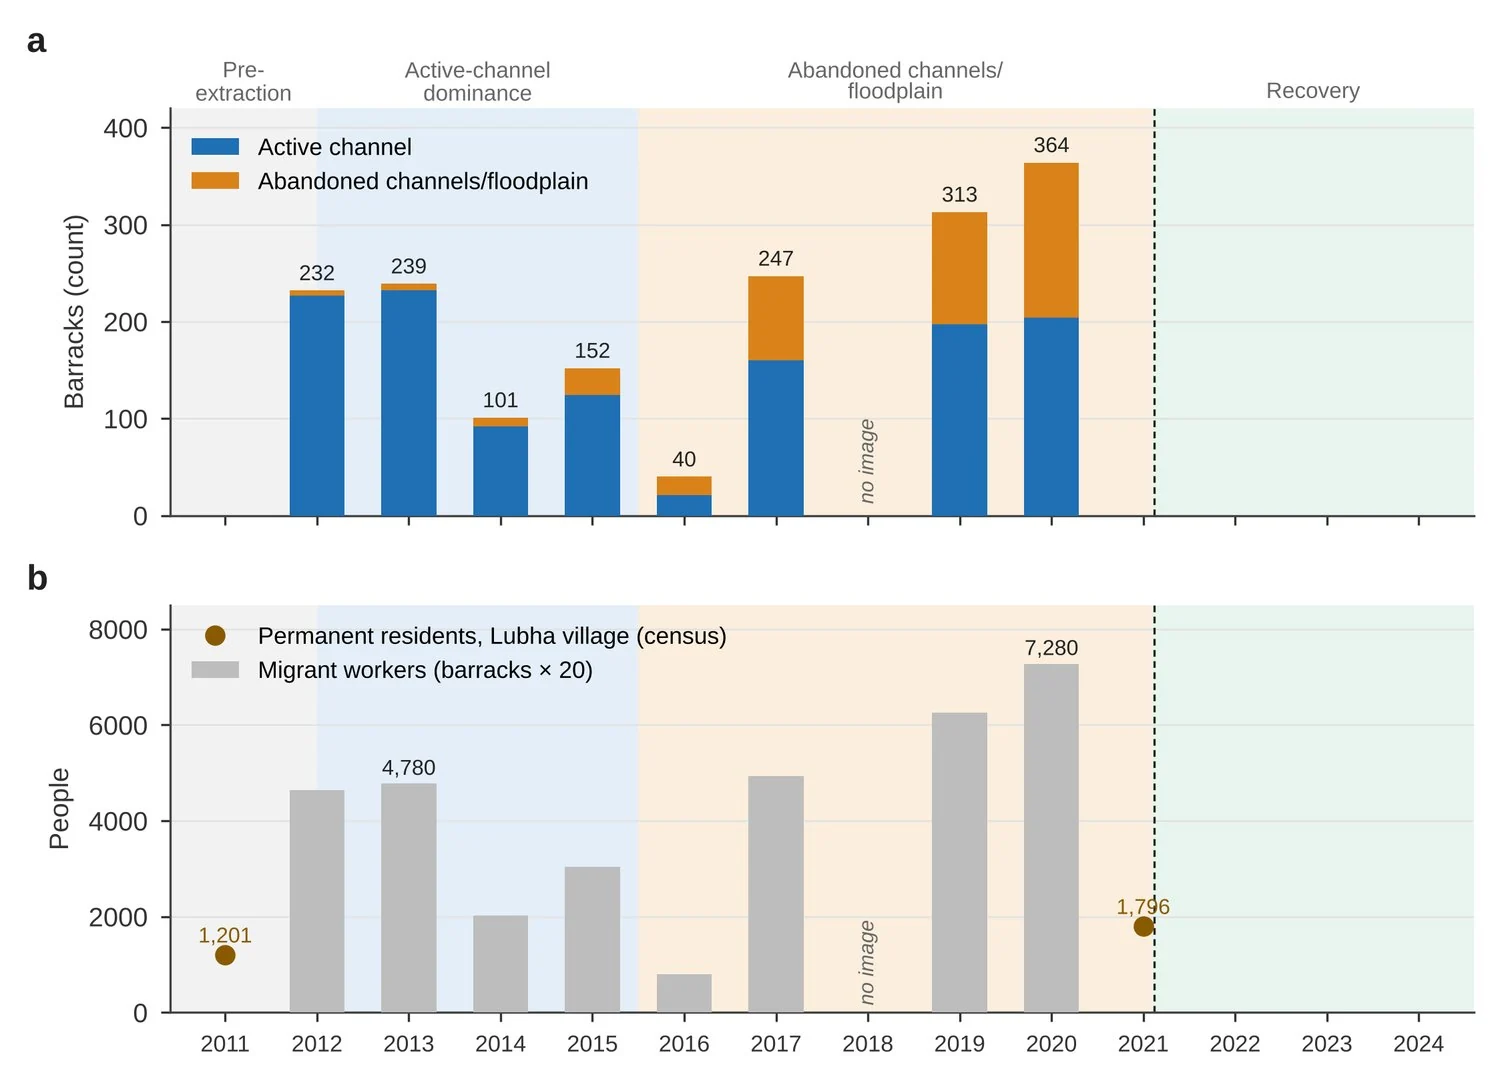 a
Pre-
extraction
Active-channel
dominance
Abandoned channels/
floodplain
Recovery
Barracks (count)
400
300
200
100
0
Active channel
Abandoned channels/floodplain
232
239
101
152
40
247
no image
313
364
b
People
8000
6000
4000
2000
0
Permanent residents, Lubha village (census)
Migrant workers (barracks × 20)
1,201
4,780
no image
7,280
1,796
2011 2012 2013 2014 2015 2016 2017 2018 2019 2020 2021 2022 2023 2024